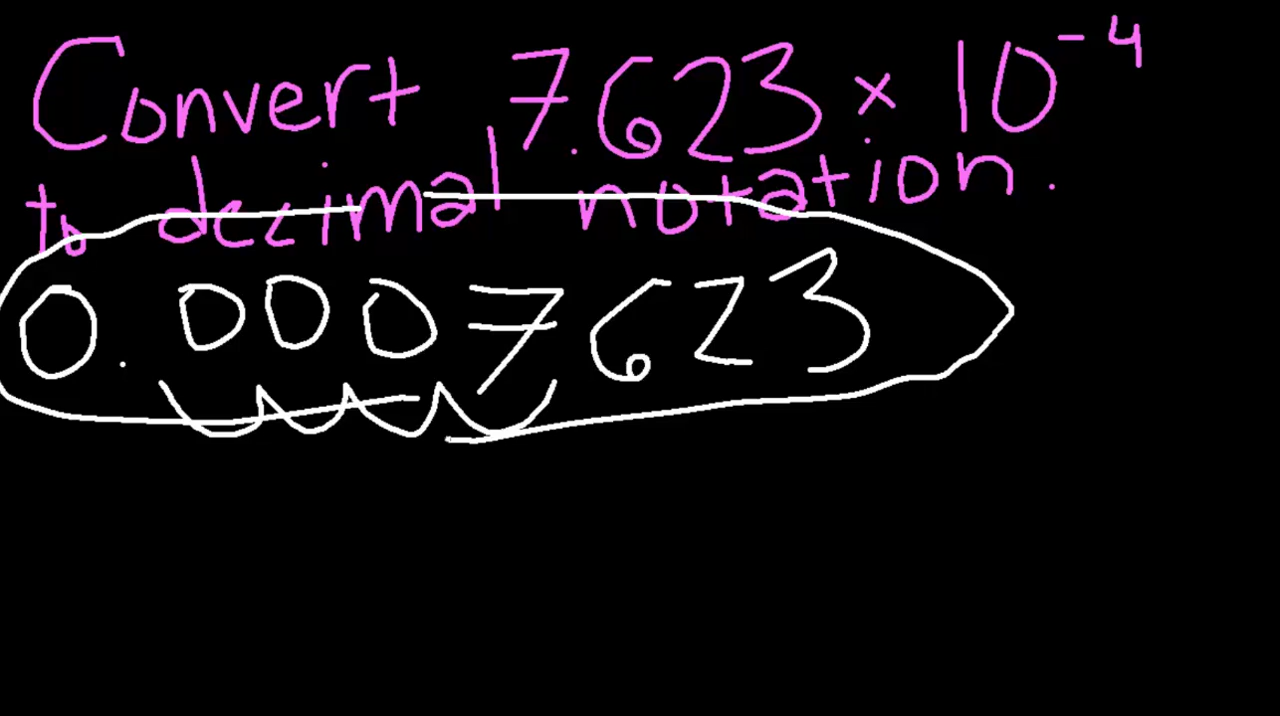 Convert 7.623 × 10⁻⁴
to decimal notation.
0.0007623